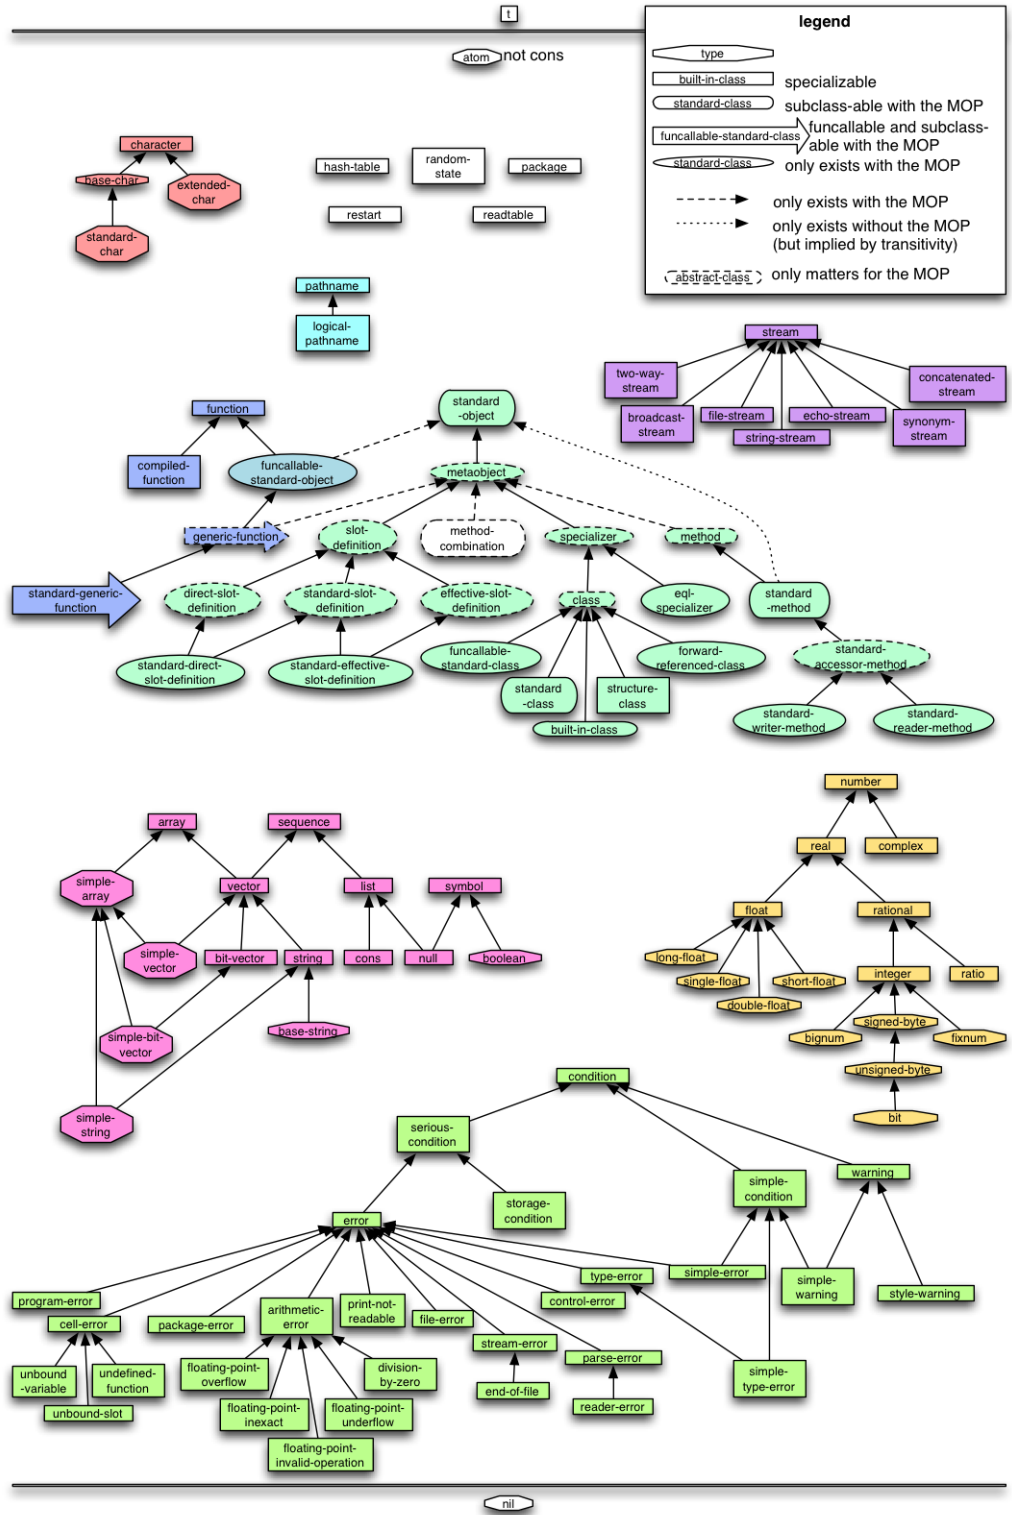 t
legend
type
built-in-class
specializable
standard-class
subclass-able with the MOP
funcallable-standard-class
funcallable and subclass-
able with the MOP
standard-class
only exists with the MOP
only exists with the MOP
only exists without the MOP
(but implied by transitivity)
abstract-class
only matters for the MOP
atom
not cons
character
base-char
extended-
char
standard-
char
hash-table
random-
state
package
restart
readtable
pathname
logical-
pathname
stream
two-way-
stream
concatenated-
stream
broadcast-
stream
file-stream
echo-stream
synonym-
stream
string-stream
function
standard
-object
compiled-
function
funcallable-
standard-object
metaobject
generic-function
slot-
definition
method-
combination
specializer
method
standard-generic-
function
direct-slot-
definition
standard-slot-
definition
effective-slot-
definition
class
eql-
specializer
standard
-method
standard-direct-
slot-definition
standard-effective-
slot-definition
funcallable-
standard-class
forward-
referenced-class
standard-
accessor-method
standard
-class
structure-
class
built-in-class
standard-
writer-method
standard-
reader-method
number
array
sequence
real
complex
simple-
array
vector
list
symbol
float
rational
simple-
vector
bit-vector
string
cons
null
boolean
long-float
single-float
short-float
double-float
integer
ratio
simple-bit-
vector
base-string
bignum
signed-byte
fixnum
unsigned-byte
bit
simple-
string
condition
serious-
condition
simple-
condition
warning
storage-
condition
error
type-error
simple-error
simple-
warning
style-warning
program-error
cell-error
package-error
arithmetic-
error
print-not-
readable
file-error
control-error
stream-error
parse-error
unbound
-variable
undefined-
function
unbound-slot
floating-point-
overflow
division-
by-zero
floating-point-
inexact
floating-point-
underflow
floating-point-
invalid-operation
end-of-file
reader-error
simple-
type-error
nil